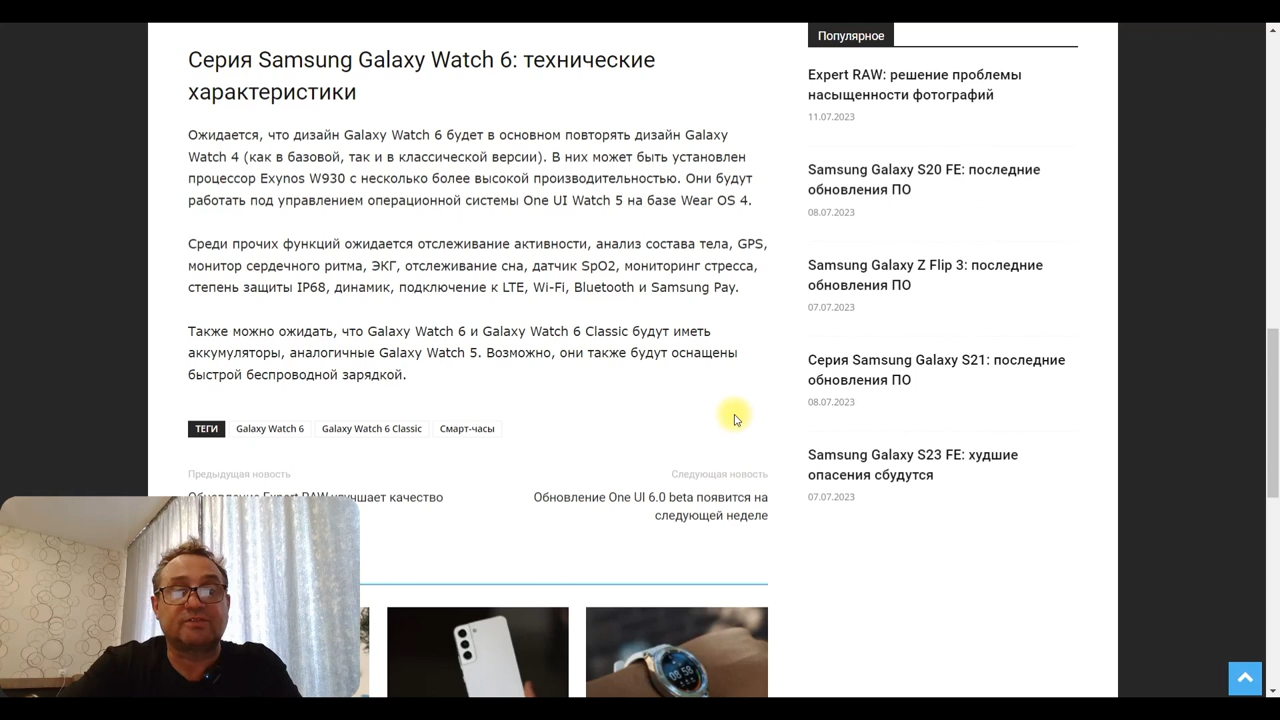 Серия Samsung Galaxy Watch 6: технические
характеристики
Ожидается, что дизайн Galaxy Watch 6 будет в основном повторять дизайн Galaxy
Watch 4 (как в базовой, так и в классической версии). В них может быть установлен
процессор Exynos W930 с несколько более высокой производительностью. Они будут
работать под управлением операционной системы One UI Watch 5 на базе Wear OS 4.
Среди прочих функций ожидается отслеживание активности, анализ состава тела, GPS,
монитор сердечного ритма, ЭКГ, отслеживание сна, датчик SpO2, мониторинг стресса,
степень защиты IP68, динамик, подключение к LTE, Wi-Fi, Bluetooth и Samsung Pay.
Также можно ожидать, что Galaxy Watch 6 и Galaxy Watch 6 Classic будут иметь
аккумуляторы, аналогичные Galaxy Watch 5. Возможно, они также будут оснащены
быстрой беспроводной зарядкой.
ТЕГИ Galaxy Watch 6 Galaxy Watch 6 Classic Смарт-часы
Предыдущая новость
Обновление Expert RAW улучшает качество
Следующая новость
Обновление One UI 6.0 beta появится на
следующей неделе
Популярное
Expert RAW: решение проблемы
насыщенности фотографий
11.07.2023
Samsung Galaxy S20 FE: последние
обновления ПО
08.07.2023
Samsung Galaxy Z Flip 3: последние
обновления ПО
07.07.2023
Серия Samsung Galaxy S21: последние
обновления ПО
08.07.2023
Samsung Galaxy S23 FE: худшие
опасения сбудутся
07.07.2023
08 58